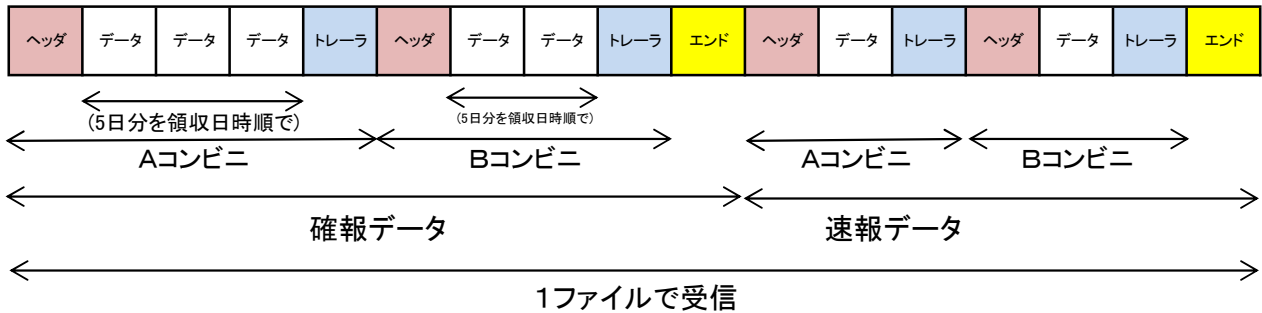 ヘッダ データ データ データ トレーラ ヘッダ データ データ トレーラ エンド ヘッダ データ トレーラ ヘッダ データ トレーラ エンド
(5日分を領収日時順で) (5日分を領収日時順で)
Aコンビニ Bコンビニ Aコンビニ Bコンビニ
確報データ 速報データ
1ファイルで受信